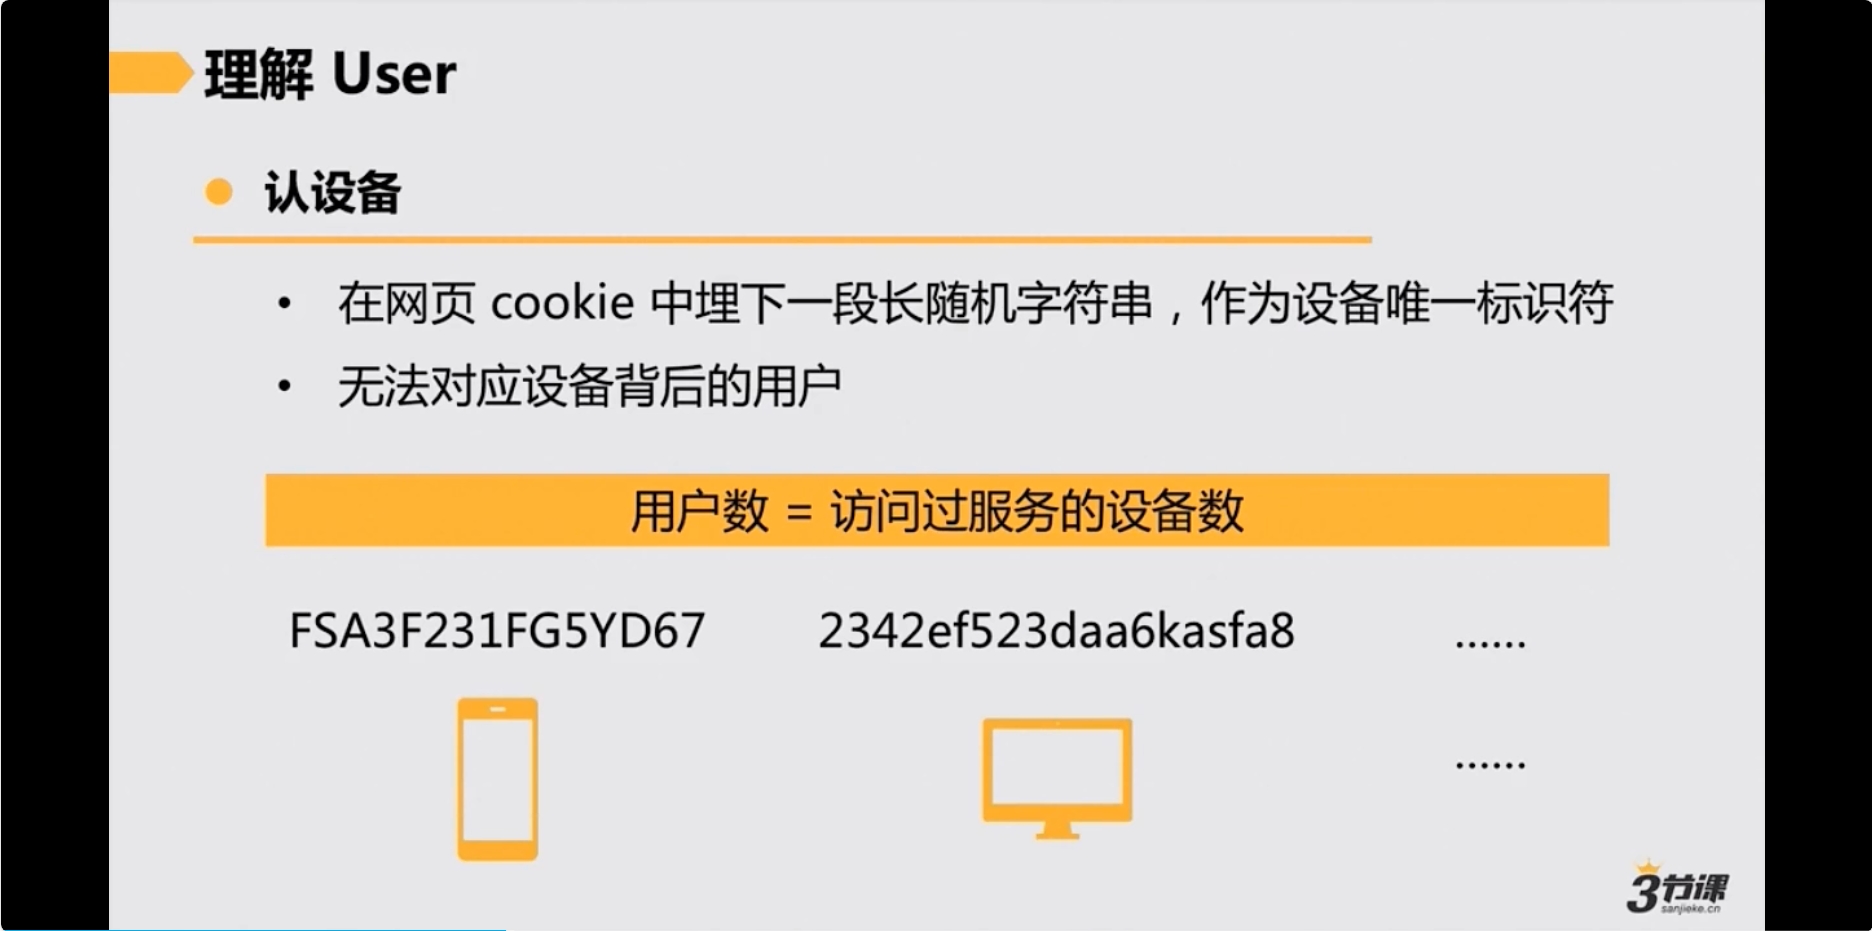 理解 User
认设备
• 在网页 cookie 中埋下一段长随机字符串，作为设备唯一标识符
• 无法对应设备背后的用户
用户数 = 访问过服务的设备数
FSA3F231FG5YD67 2342ef523daa6kasfa8 ......
......
3节课
sanjieke.cn